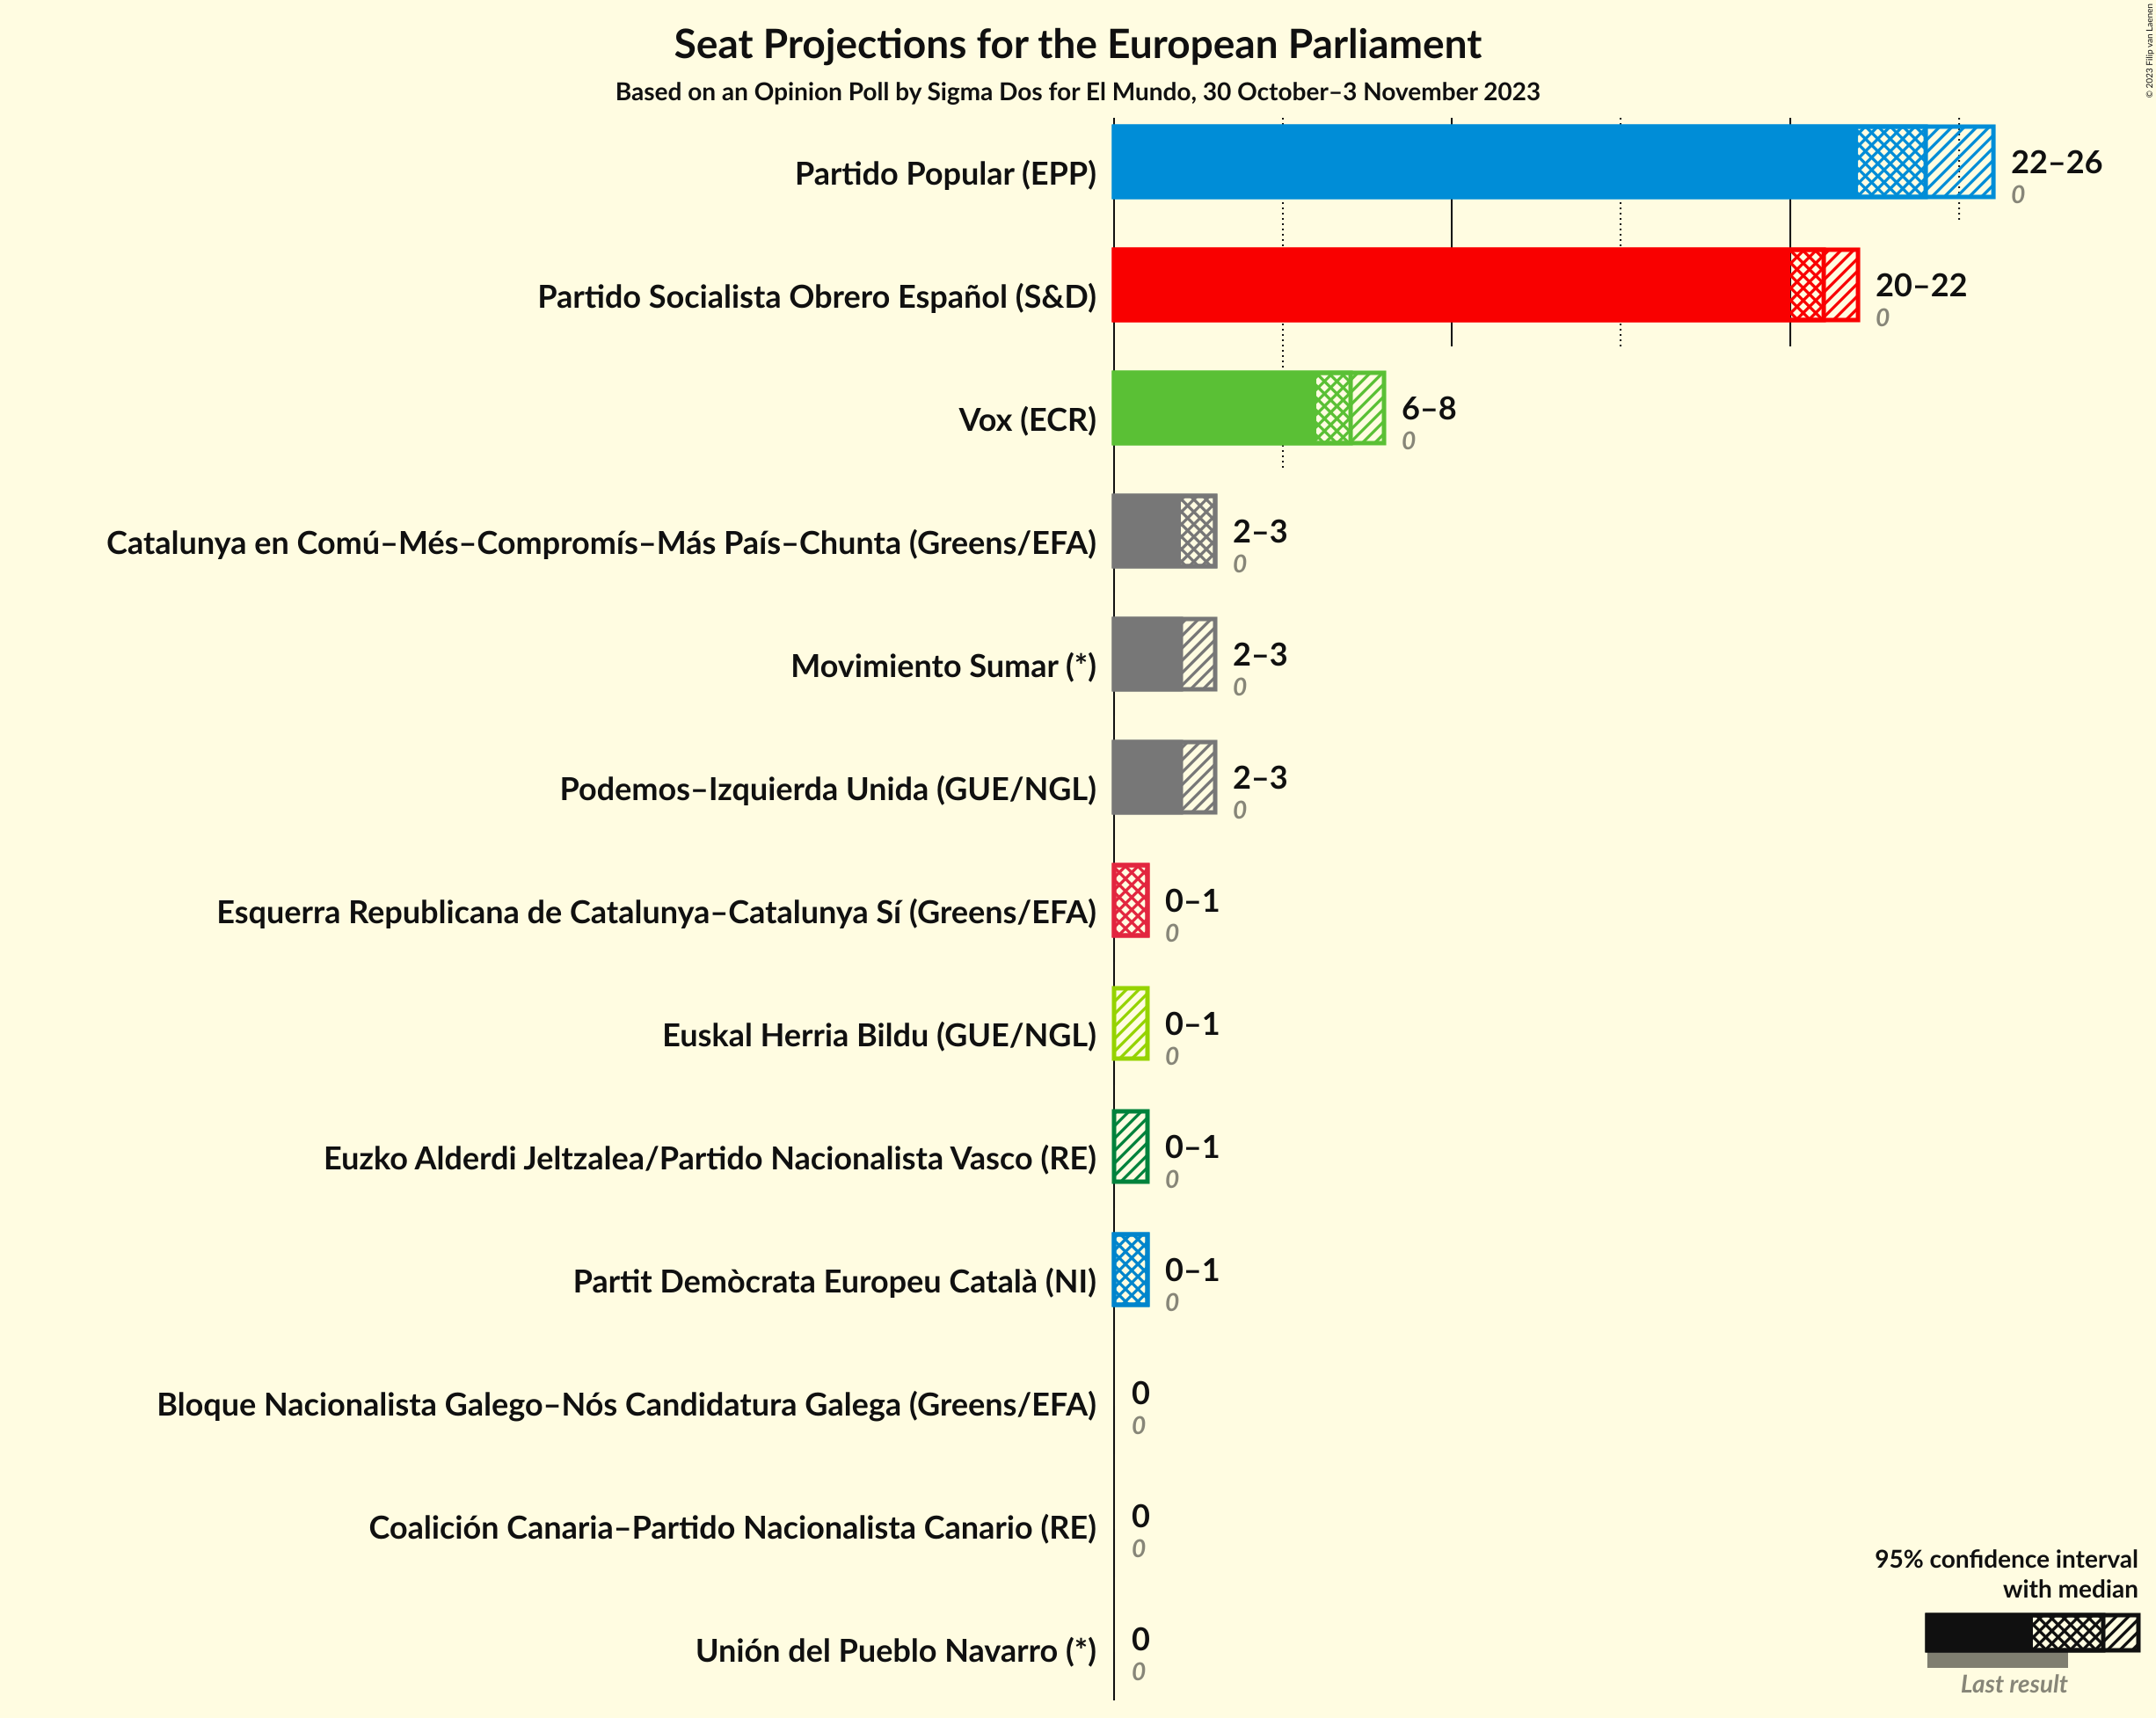 Seat Projections for the European Parliament
Based on an Opinion Poll by Sigma Dos for El Mundo, 30 October–3 November 2023
© 2023 Filip van Laenen
Partido Popular (EPP)
22–26
0
Partido Socialista Obrero Español (S&D)
20–22
0
Vox (ECR)
6–8
0
Catalunya en Comú–Més–Compromís–Más País–Chunta (Greens/EFA)
2–3
0
Movimiento Sumar (*)
2–3
0
Podemos–Izquierda Unida (GUE/NGL)
2–3
0
Esquerra Republicana de Catalunya–Catalunya Sí (Greens/EFA)
0–1
0
Euskal Herria Bildu (GUE/NGL)
0–1
0
Euzko Alderdi Jeltzalea/Partido Nacionalista Vasco (RE)
0–1
0
Partit Demòcrata Europeu Català (NI)
0–1
0
Bloque Nacionalista Galego–Nós Candidatura Galega (Greens/EFA)
0
0
Coalición Canaria–Partido Nacionalista Canario (RE)
0
0
Unión del Pueblo Navarro (*)
0
0
95% confidence interval
with median
Last result